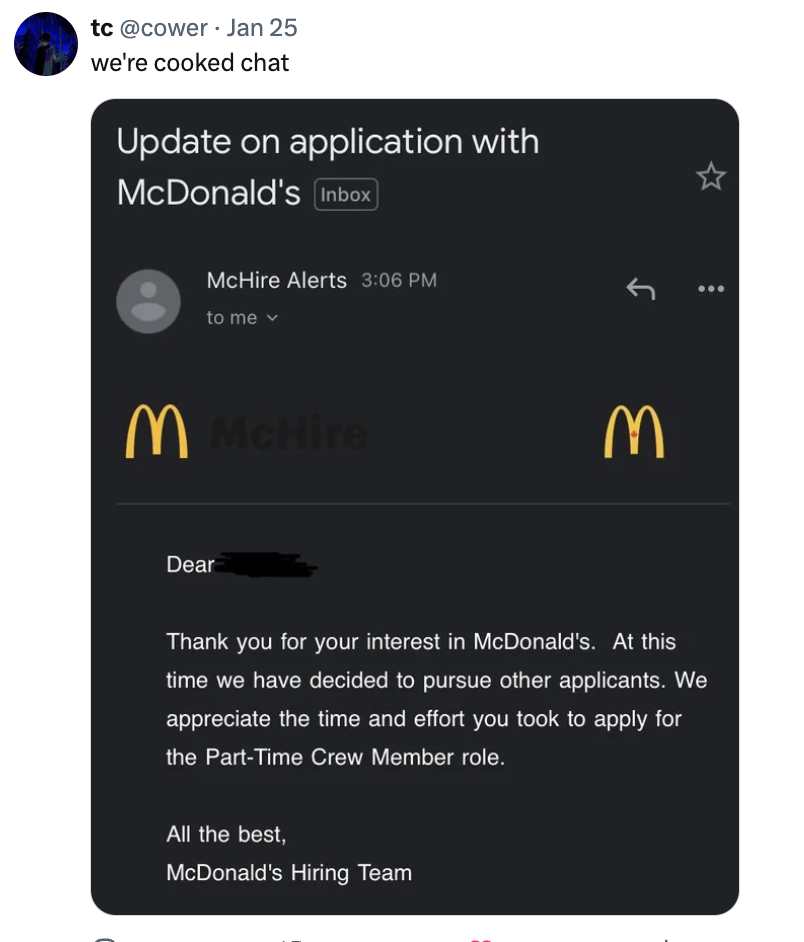 tc @cower · Jan 25
we're cooked chat
Update on application with
McDonald's Inbox
McHire Alerts 3:06 PM
to me
McHire
Dear
Thank you for your interest in McDonald's. At this
time we have decided to pursue other applicants. We
appreciate the time and effort you took to apply for
the Part-Time Crew Member role.
All the best,
McDonald's Hiring Team